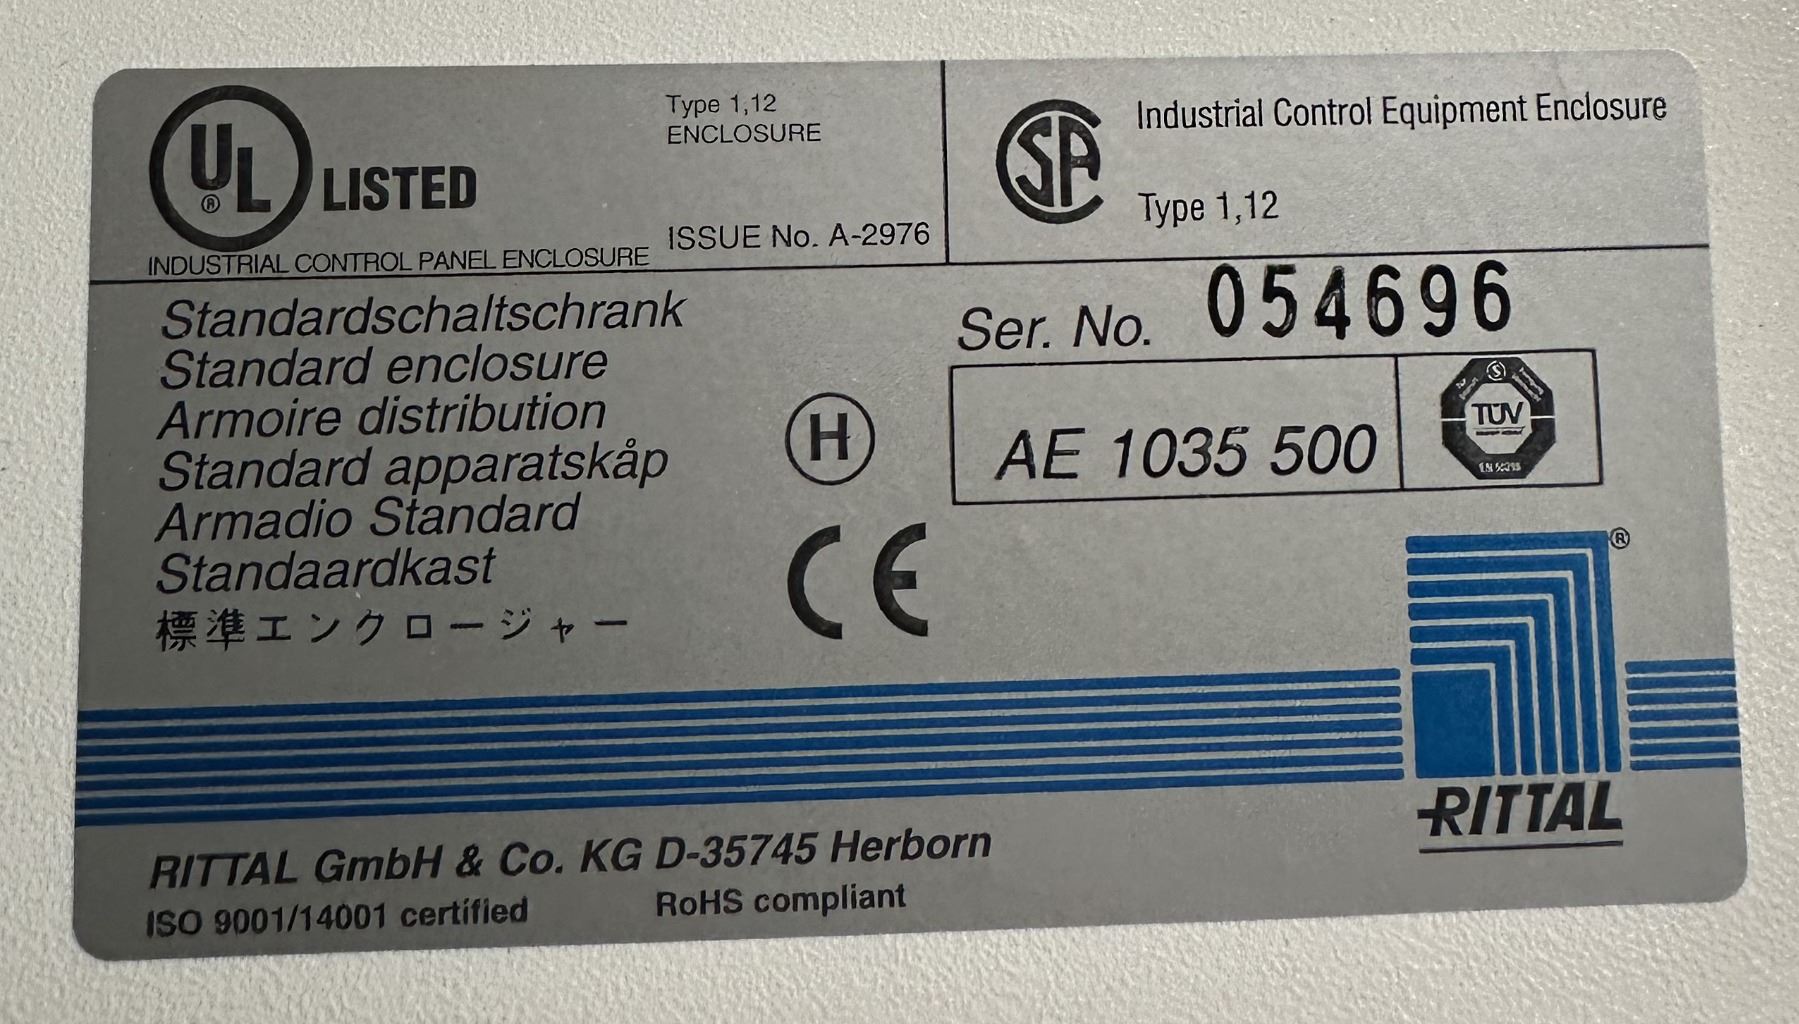 UL
®
LISTED
INDUSTRIAL CONTROL PANEL ENCLOSURE
Type 1,12
ENCLOSURE
ISSUE No. A-2976
SA
Industrial Control Equipment Enclosure
Type 1,12
Standardschaltschrank
Standard enclosure
Armoire distribution
Standard apparatskåp
Armadio Standard
Standaardkast
標準エンクロージャー
H
CE
Ser. No. 054696
AE 1035 500
TÜV
®
RITTAL
RITTAL GmbH & Co. KG D-35745 Herborn
ISO 9001/14001 certified
RoHS compliant